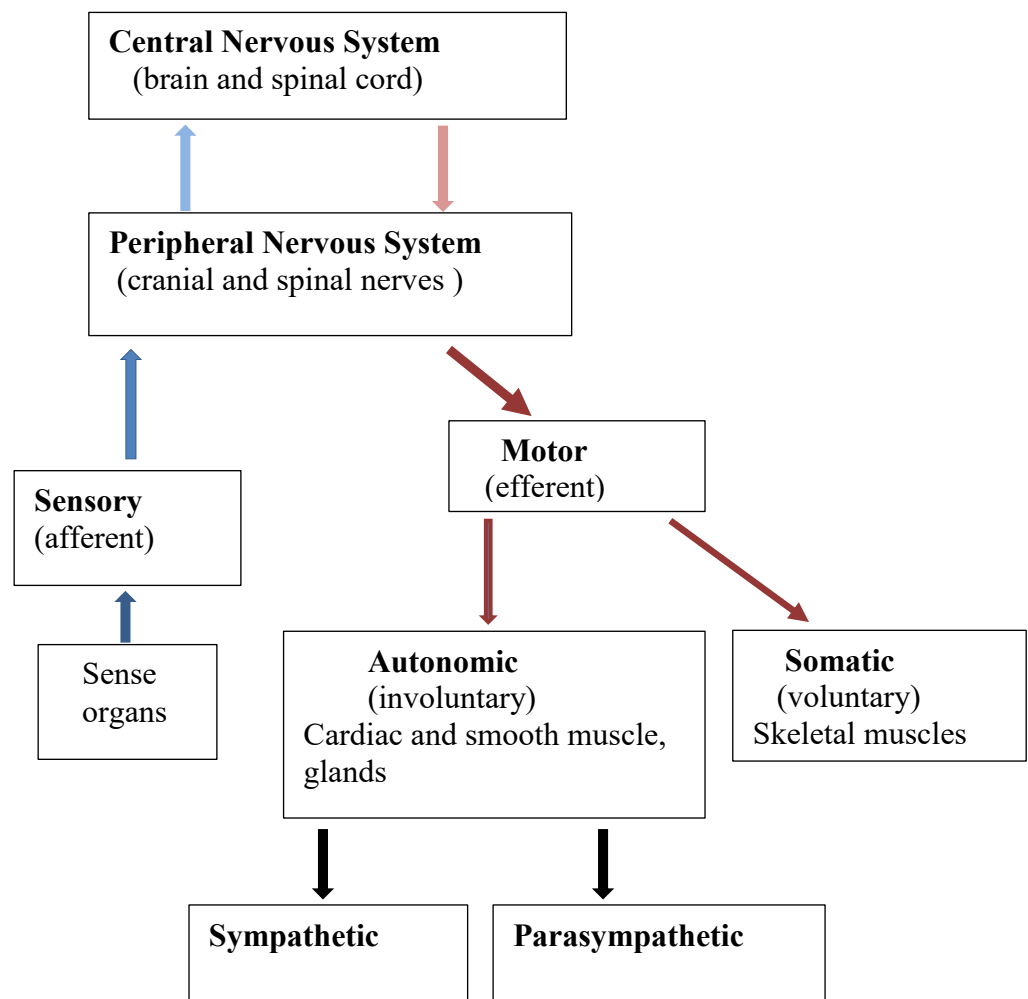 Central Nervous System
(brain and spinal cord)
Peripheral Nervous System
(cranial and spinal nerves )
Motor
(efferent)
Sensory
(afferent)
Sense
organs
Autonomic
(involuntary)
Cardiac and smooth muscle,
glands
Somatic
(voluntary)
Skeletal muscles
Sympathetic
Parasympathetic